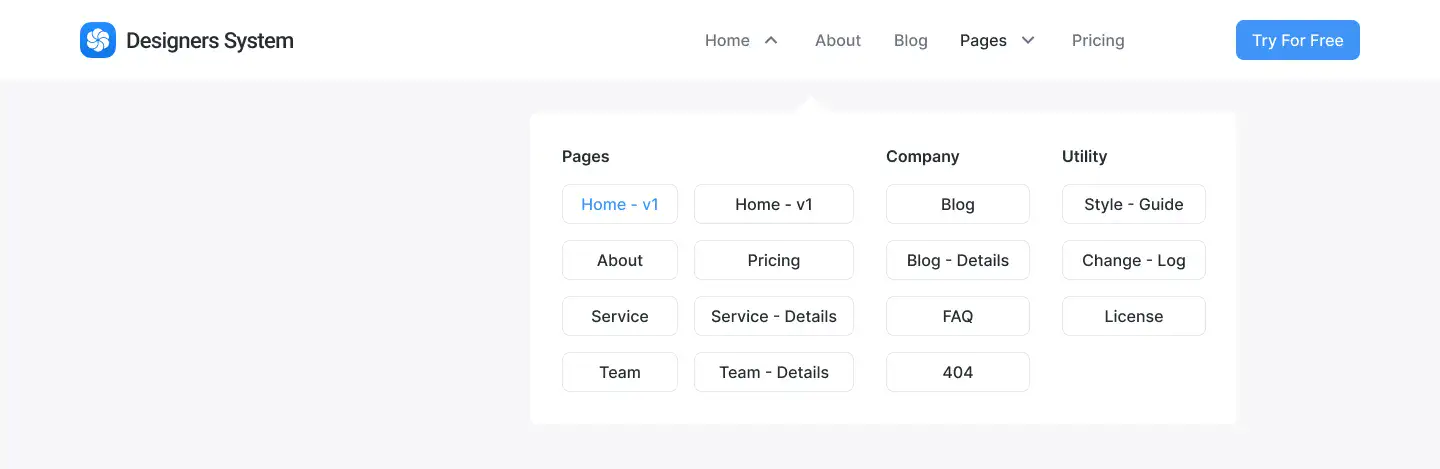 Designers System
Home
About
Blog
Pages
Pricing
Try For Free
Pages
Home - v1
Home - v1
About
Pricing
Service
Service - Details
Team
Team - Details
Company
Blog
Blog - Details
FAQ
404
Utility
Style - Guide
Change - Log
License